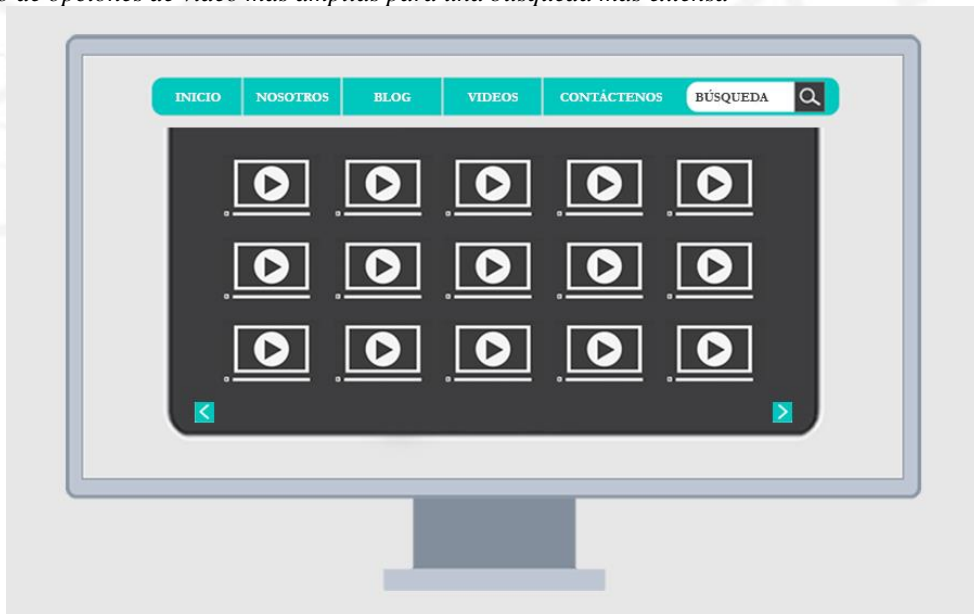 de opciones de video más amplias para una búsqueda más extensa
INICIO NOSOTROS BLOG VIDEOS CONTÁCTENOS BÚSQUEDA